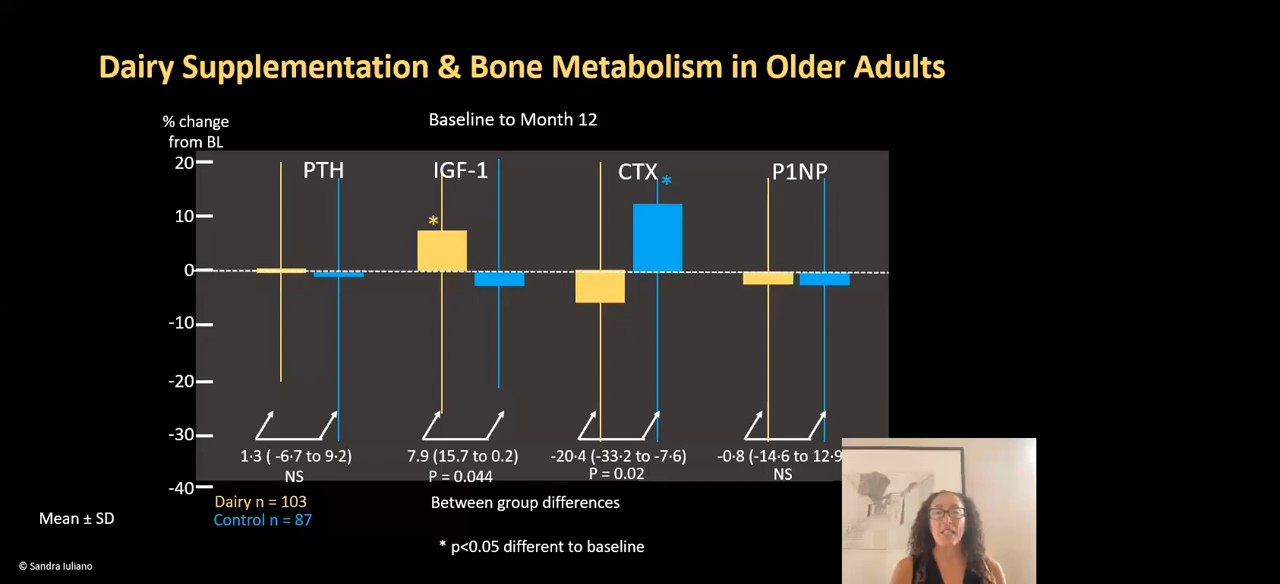 Dairy Supplementation & Bone Metabolism in Older Adults
% change
from BL
Baseline to Month 12
20
10
0
-10
-20
-30
-40
PTH
IGF-1
CTX
*
P1NP
*
1·3 ( -6·7 to 9·2)
NS
7.9 (15.7 to 0.2)
P = 0.044
-20·4 (-33·2 to -7·6)
P = 0.02
-0·8 (-14·6 to 12·9
NS
Dairy n = 103
Control n = 87
Between group differences
Mean ± SD
* p<0.05 different to baseline
© Sandra Iuliano